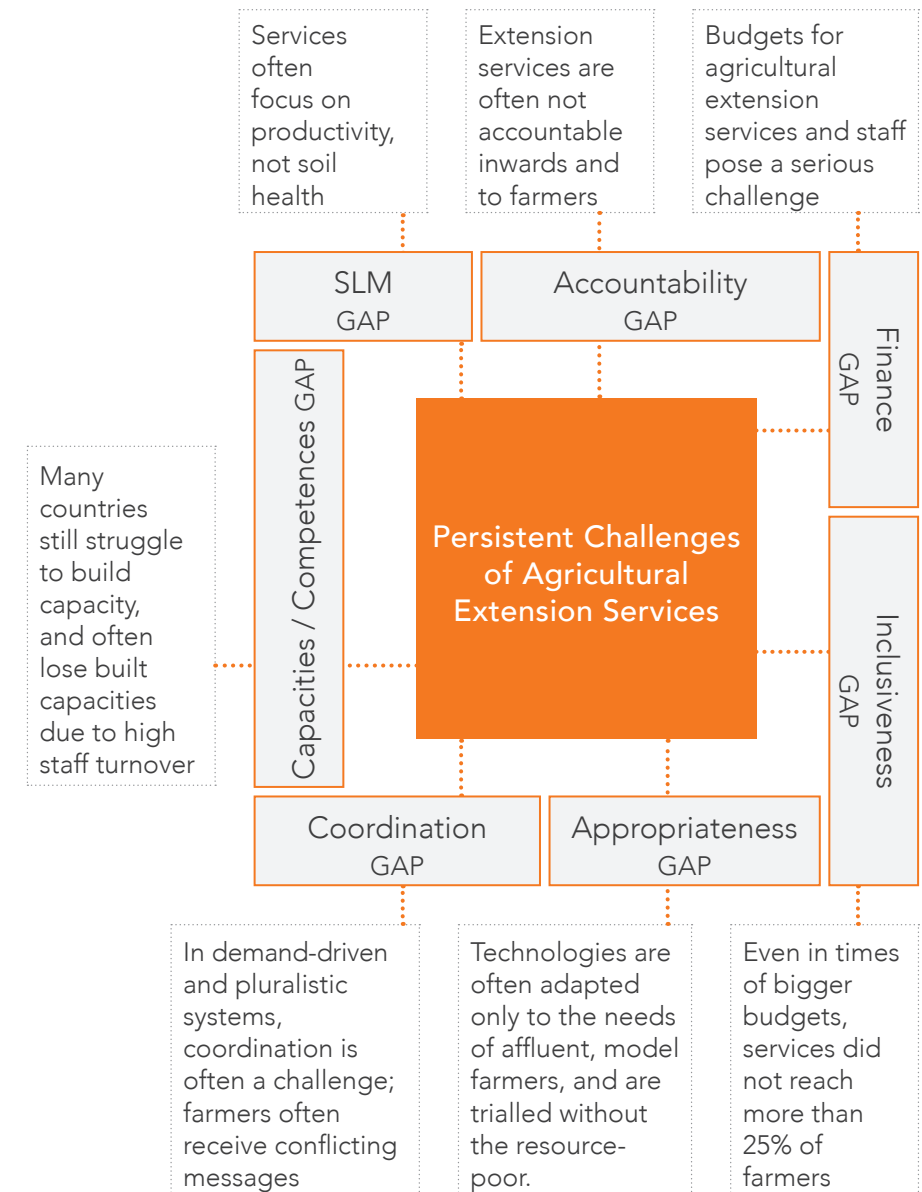 Services
often
focus on
productivity,
not soil
health
Extension
services are
often not
accountable
inwards and
to farmers
Budgets for
agricultural
extension
services and staff
pose a serious
challenge
SLM
GAP
Accountability
GAP
Finance
GAP
Capacities / Competences GAP
Many
countries
still struggle
to build
capacity,
and often
lose built
capacities
due to high
staff turnover
Persistent Challenges
of Agricultural
Extension Services
Inclusiveness
GAP
Coordination
GAP
Appropriateness
GAP
In demand-driven
and pluralistic
systems,
coordination is
often a challenge;
farmers often
receive conflicting
messages
Technologies are
often adapted
only to the needs
of affluent, model
farmers, and are
trialled without
the resource-
poor.
Even in times
of bigger
budgets,
services did
not reach
more than
25% of
farmers